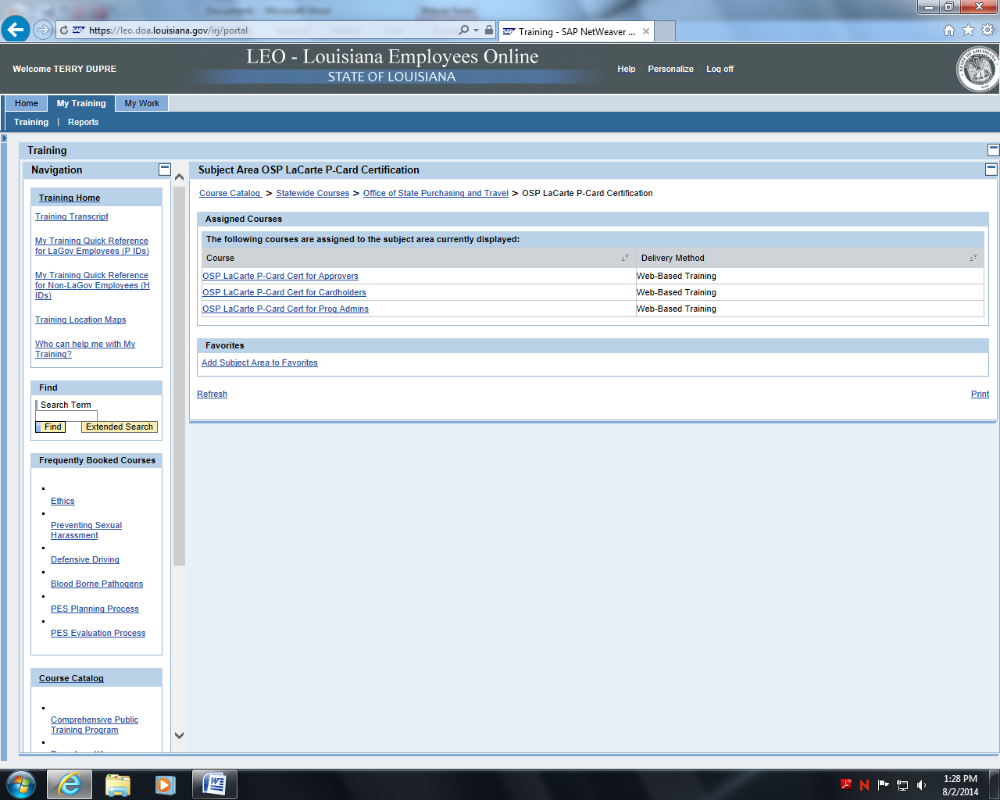 https://leo.doa.louisiana.gov/irj/portal
Training - SAP NetWeaver ...
Welcome TERRY DUPRE
LEO - Louisiana Employees Online
STATE OF LOUISIANA
Help
Personalize
Log off
Home
My Training
My Work
Training | Reports
Training
Navigation
Training Home
Training Transcript
My Training Quick Reference
for LaGov Employees (P IDs)
My Training Quick Reference
for Non-LaGov Employees (H
IDs)
Training Location Maps
Who can help me with My
Training?
Find
Search Term
Find
Extended Search
Frequently Booked Courses
Ethics
Preventing Sexual
Harassment
Defensive Driving
Blood Borne Pathogens
PES Planning Process
PES Evaluation Process
Course Catalog
Comprehensive Public
Training Program
Subject Area OSP LaCarte P-Card Certification
Course Catalog > Statewide Courses > Office of State Purchasing and Travel > OSP LaCarte P-Card Certification
Assigned Courses
The following courses are assigned to the subject area currently displayed:
Course
Delivery Method
OSP LaCarte P-Card Cert for Approvers
Web-Based Training
OSP LaCarte P-Card Cert for Cardholders
Web-Based Training
OSP LaCarte P-Card Cert for Prog Admins
Web-Based Training
Favorites
Add Subject Area to Favorites
Refresh
Print
1:28 PM
8/2/2014